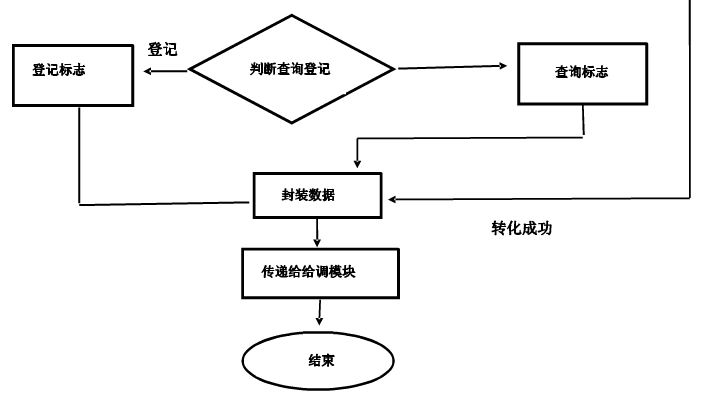 登记
登记标志
判断查询登记
查询标志
封装数据
转化成功
传递给给调模块
结束